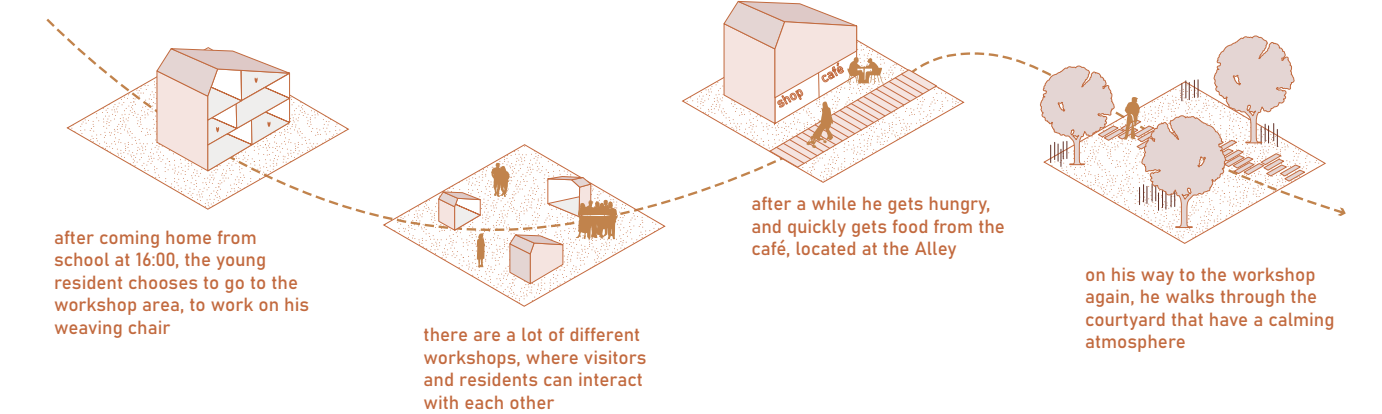 after coming home from
school at 16:00, the young
resident chooses to go to the
workshop area, to work on his
weaving chair
there are a lot of different
workshops, where visitors
and residents can interact
with each other
shop
café
after a while he gets hungry,
and quickly gets food from the
café, located at the Alley
on his way to the workshop
again, he walks through the
courtyard that have a calming
atmosphere